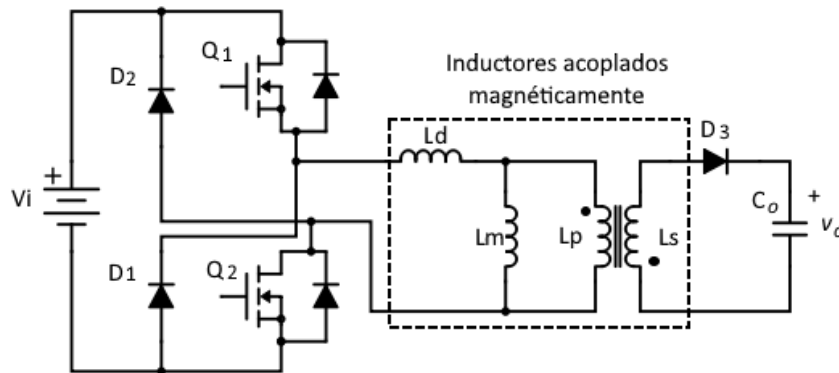 Q1
D2
Inductores acoplados
magnéticamente
Ld
D3
+
Vi
Co
+
vo
Lm
Lp
Ls
D1
Q2